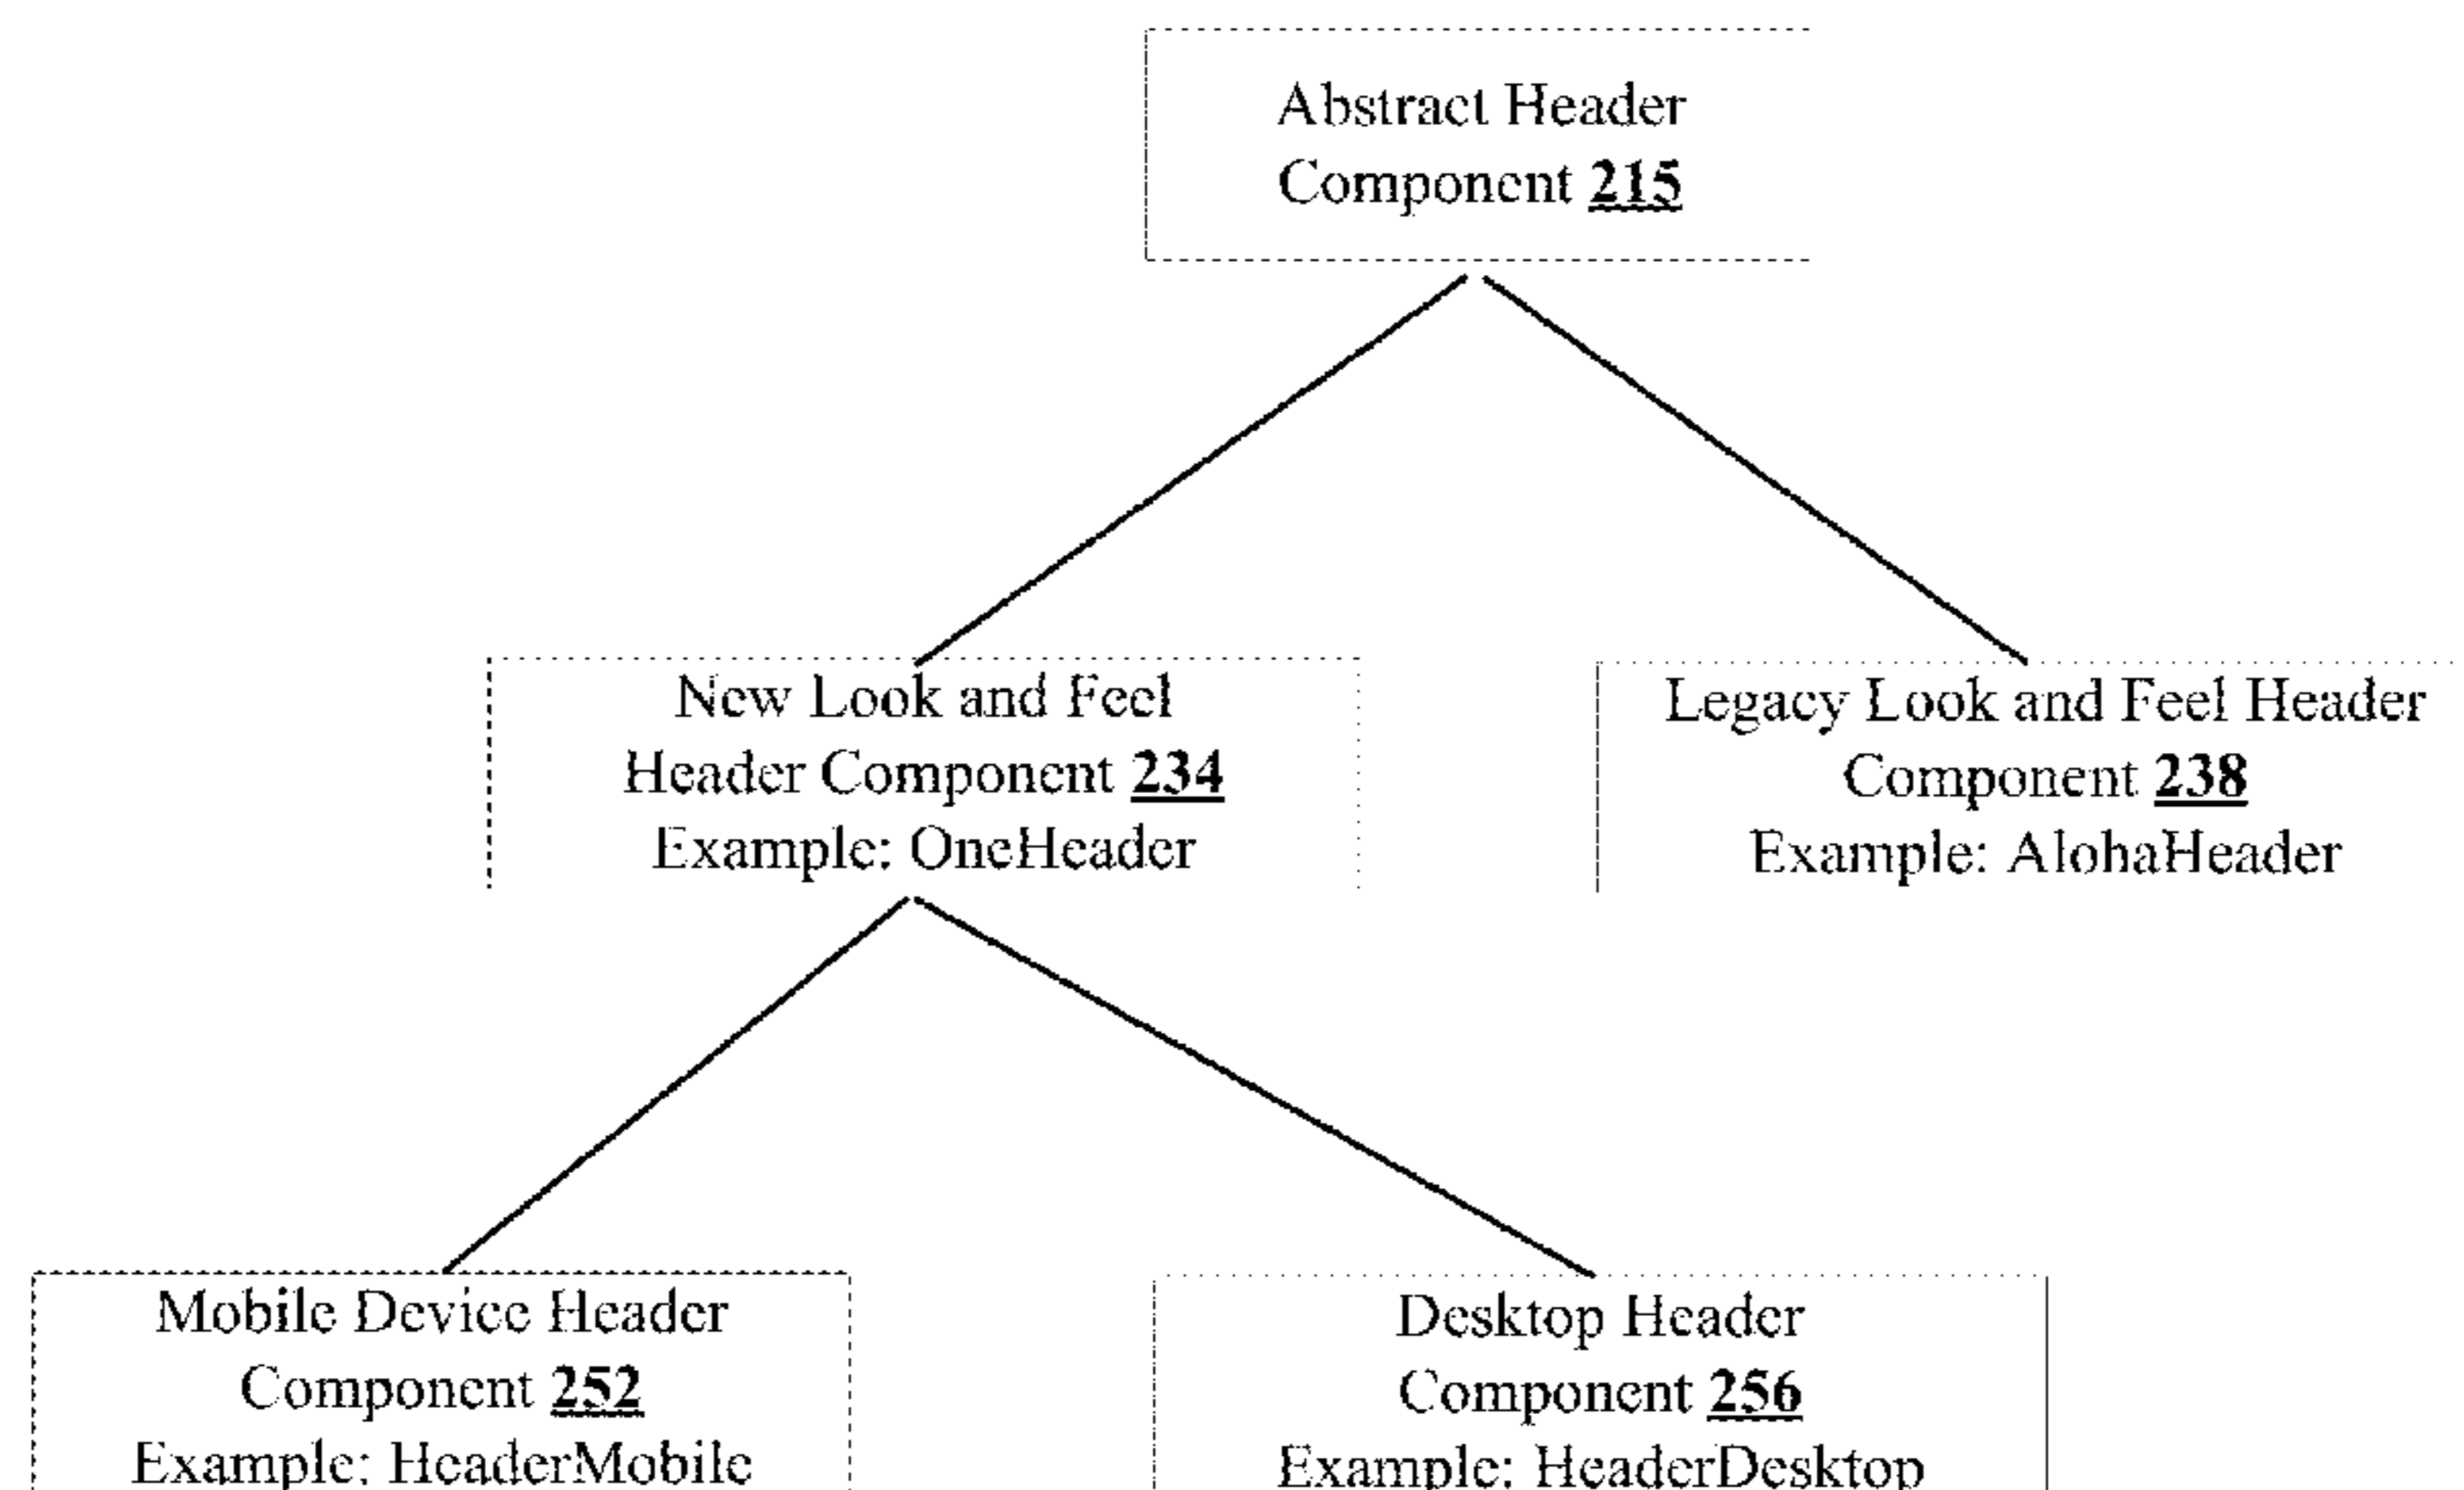 Abstract Header
Component 215
New Look and Feel
Header Component 234
Example: OneHeader
Legacy Look and Feel Header
Component 238
Example: AlohaHeader
Mobile Device Header
Component 252
Example: HeaderMobile
Desktop Header
Component 256
Example: HeaderDesktop